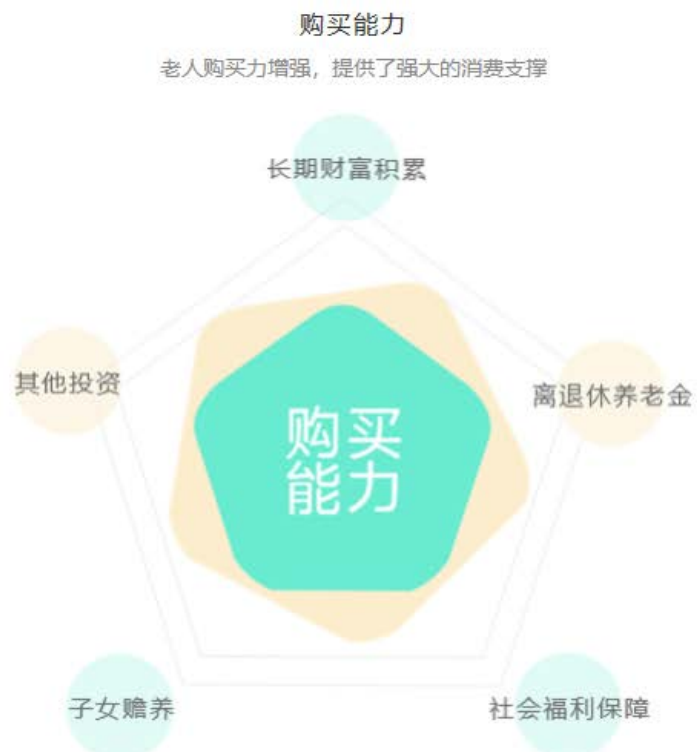 购买能力
老人购买力增强，提供了强大的消费支撑
长期财富积累
其他投资
离退休养老金
购买
能力
子女赡养
社会福利保障